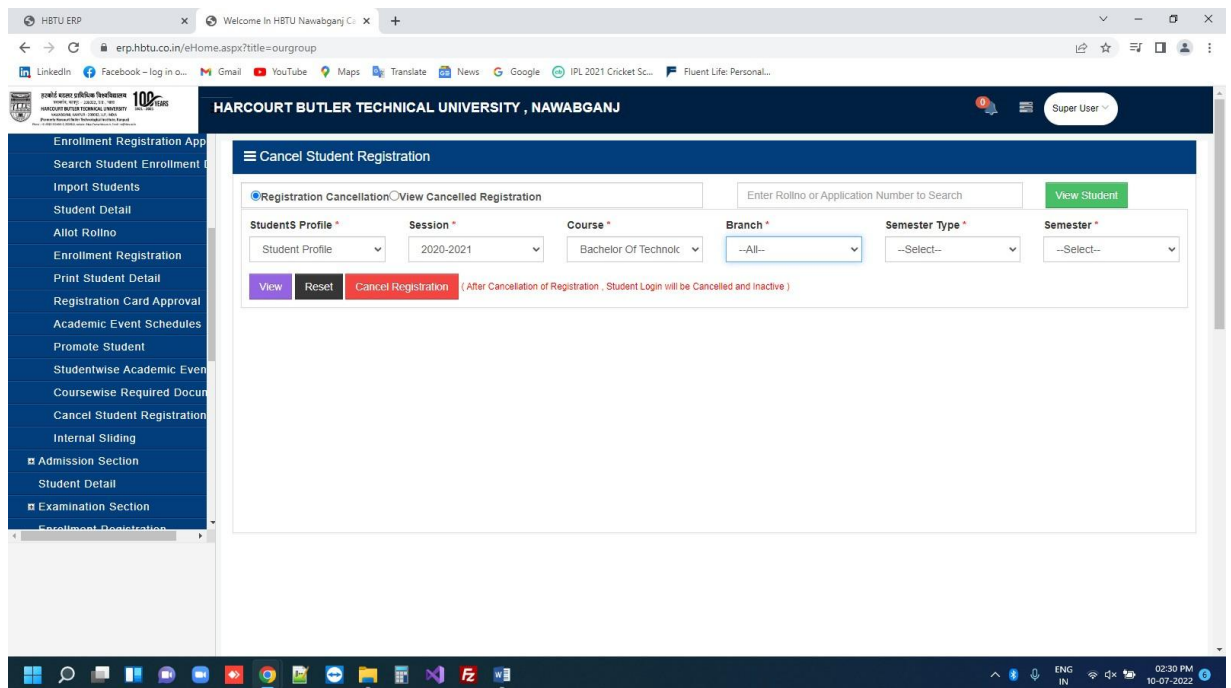 HBTU ERP
Welcome In HBTU Nawabganj Ca
erp.hbtu.co.in/eHome.aspx?title=ourgroup
LinkedIn Facebook – log in o... Gmail YouTube Maps Translate News Google IPL 2021 Cricket Sc... Fluent Life: Personal...
100 YEARS
HARCOURT BUTLER TECHNICAL UNIVERSITY , NAWABGANJ
0
Super User
Enrollment Registration App
Search Student Enrollment D
Import Students
Student Detail
Allot Rollno
Enrollment Registration
Print Student Detail
Registration Card Approval
Academic Event Schedules
Promote Student
Studentwise Academic Even
Coursewise Required Docun
Cancel Student Registration
Internal Sliding
Admission Section
Student Detail
Examination Section
Enrollment Registration
Cancel Student Registration
Registration Cancellation View Cancelled Registration Enter Rollno or Application Number to Search View Student
StudentS Profile * Session * Course * Branch * Semester Type * Semester *
Student Profile 2020-2021 Bachelor Of Technolc --All-- --Select-- --Select--
View Reset Cancel Registration ( After Cancellation of Registration , Student Login will be Cancelled and Inactive )
ENG
IN
02:30 PM
10-07-2022
6